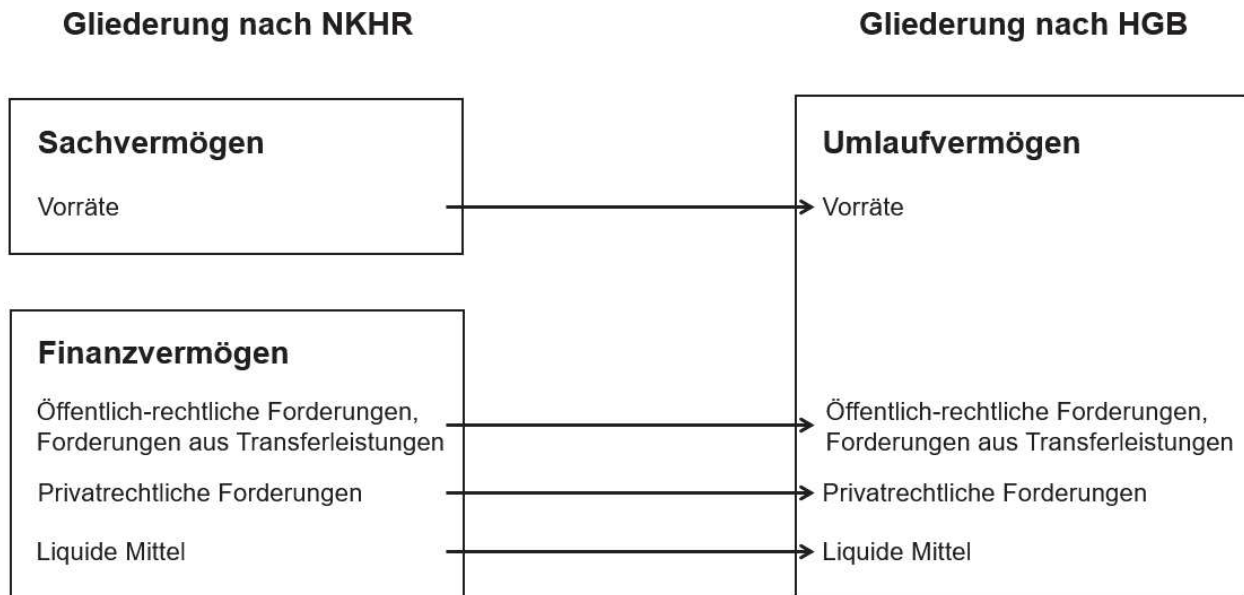 Gliederung nach NKHR
Gliederung nach HGB
Sachvermögen
Vorräte
Umlaufvermögen
Vorräte
Finanzvermögen
Öffentlich-rechtliche Forderungen,
Forderungen aus Transferleistungen
Öffentlich-rechtliche Forderungen,
Forderungen aus Transferleistungen
Privatrechtliche Forderungen
Privatrechtliche Forderungen
Liquide Mittel
Liquide Mittel